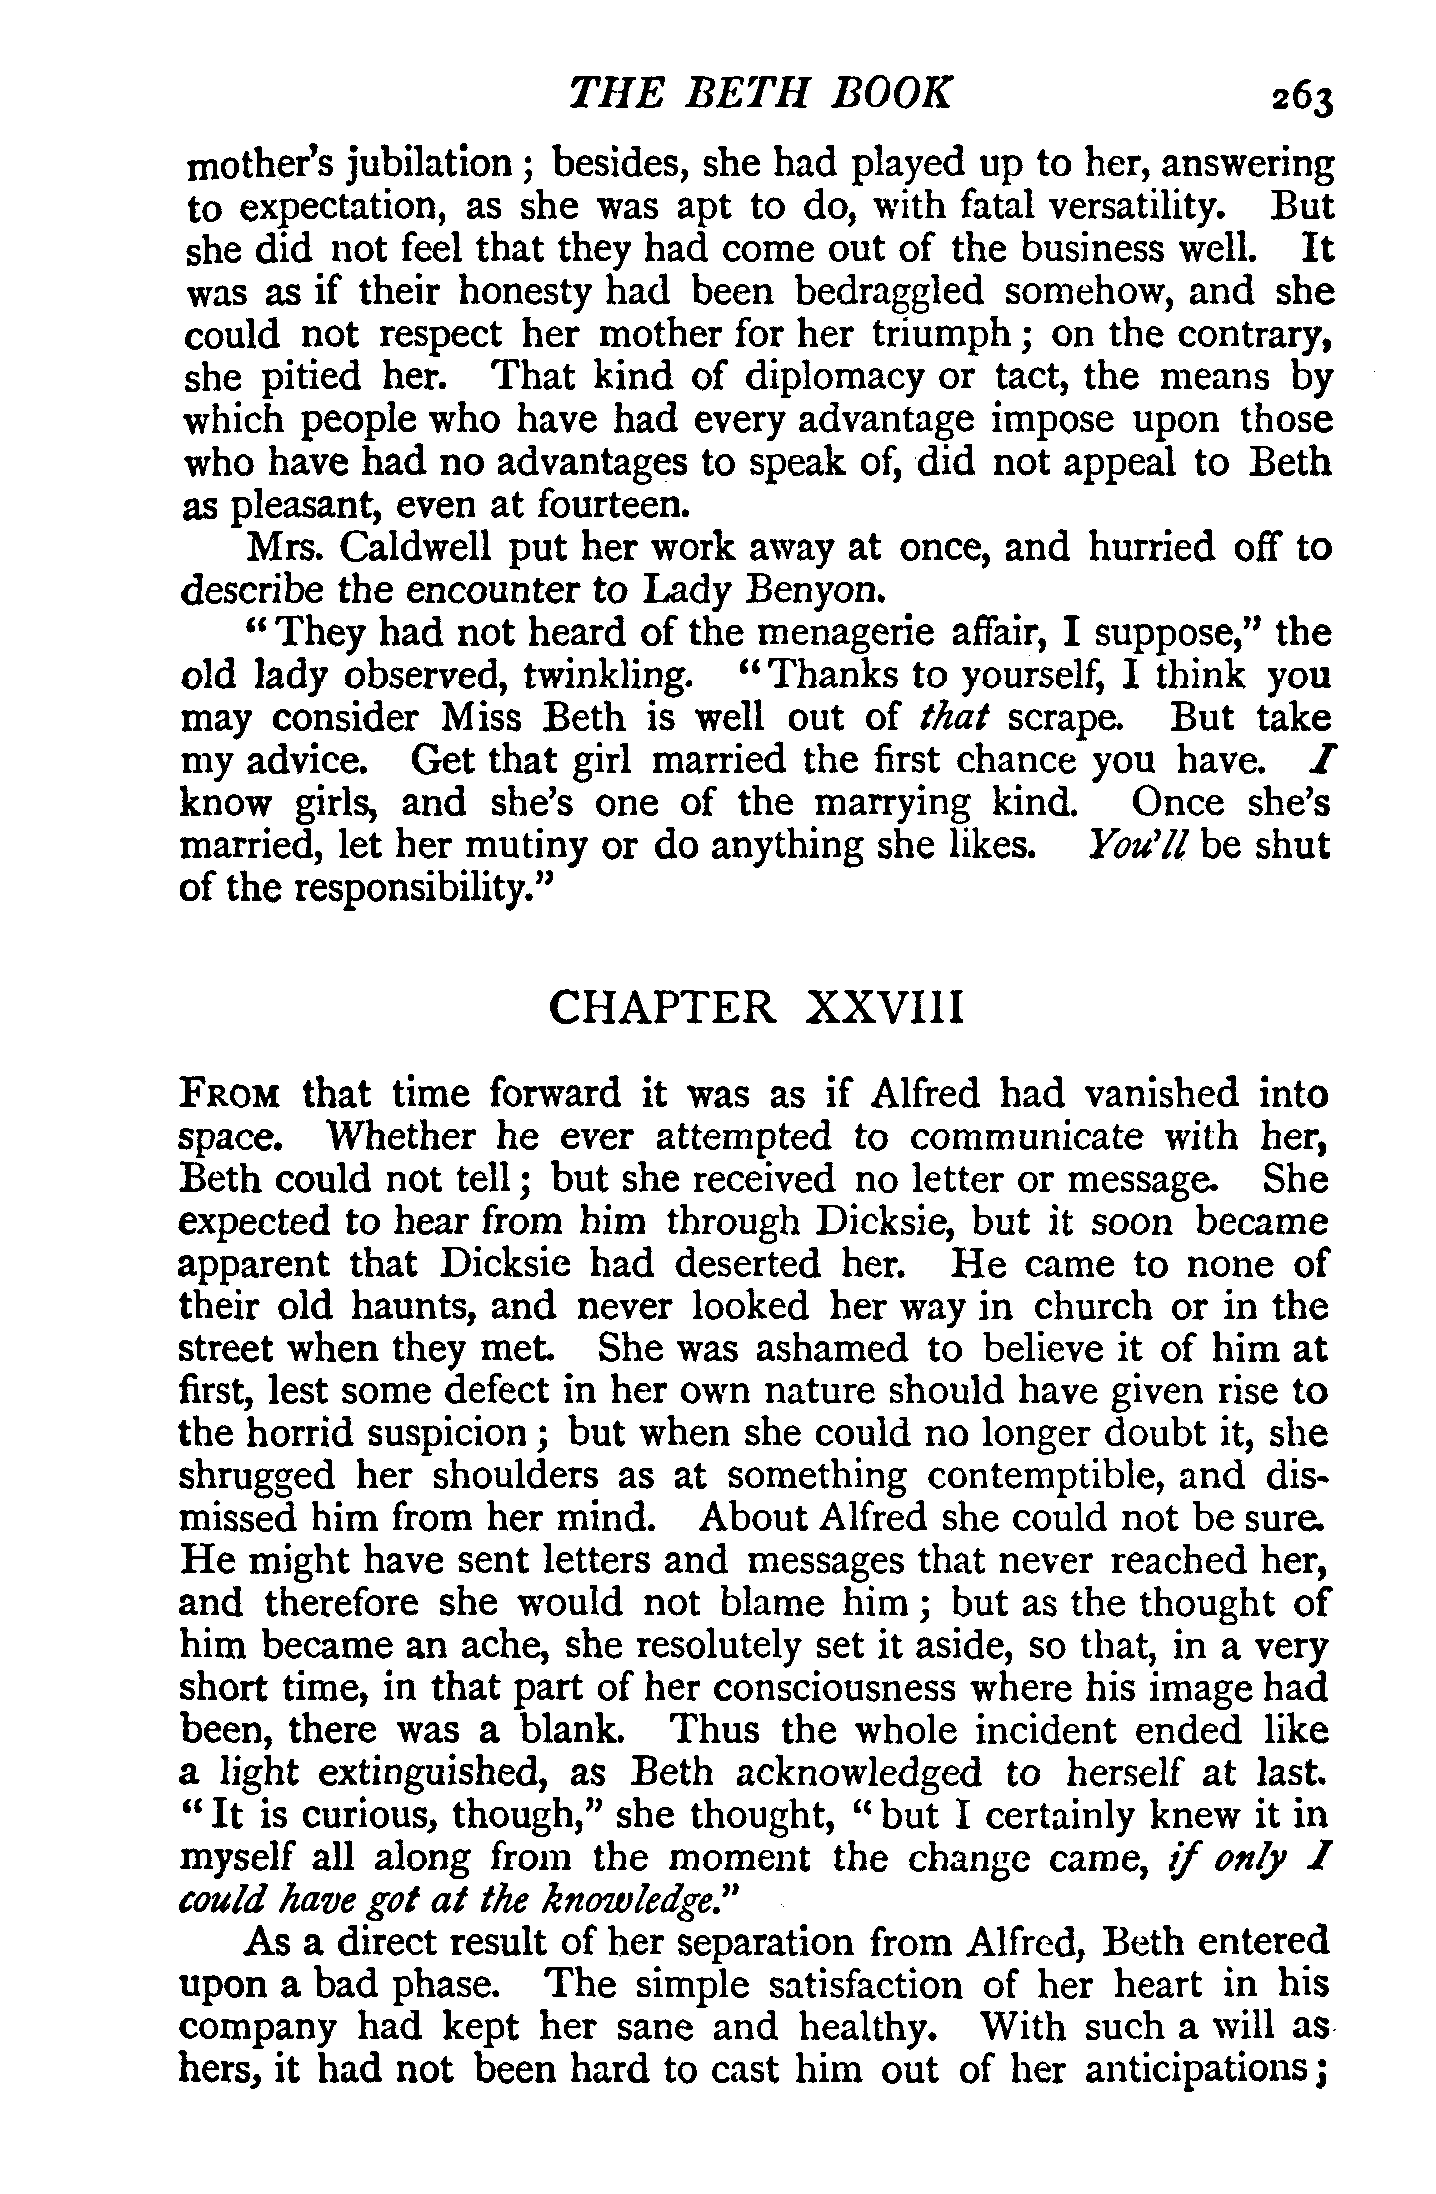 THE BETH BOOK 263
mother's jubilation; besides, she had played up to her, answering
to expectation, as she was apt to do, with fatal versatility. But
she did not feel that they had come out of the business well. It
was as if their honesty had been bedraggled somehow, and she
could not respect her mother for her triumph; on the contrary,
she pitied her. That kind of diplomacy or tact, the means by
which people who have had every advantage impose upon those
who have had no advantages to speak of, did not appeal to Beth
as pleasant, even at fourteen.
Mrs. Caldwell put her work away at once, and hurried off to
describe the encounter to Lady Benyon.
"They had not heard of the menagerie affair, I suppose," the
old lady observed, twinkling. "Thanks to yourself, I think you
may consider Miss Beth is well out of that scrape. But take
my advice. Get that girl married the first chance you have. I
know girls, and she's one of the marrying kind. Once she's
married, let her mutiny or do anything she likes. You'll be shut
of the responsibility."
CHAPTER XXVIII
FROM that time forward it was as if Alfred had vanished into
space. Whether he ever attempted to communicate with her,
Beth could not tell; but she received no letter or message. She
expected to hear from him through Dicksie, but it soon became
apparent that Dicksie had deserted her. He came to none of
their old haunts, and never looked her way in church or in the
street when they met. She was ashamed to believe it of him at
first, lest some defect in her own nature should have given rise to
the horrid suspicion; but when she could no longer doubt it, she
shrugged her shoulders as at something contemptible, and dis-
missed him from her mind. About Alfred she could not be sure.
He might have sent letters and messages that never reached her,
and therefore she would not blame him; but as the thought of
him became an ache, she resolutely set it aside, so that, in a very
short time, in that part of her consciousness where his image had
been, there was a blank. Thus the whole incident ended like
a light extinguished, as Beth acknowledged to herself at last.
"It is curious, though," she thought, "but I certainly knew it in
myself all along from the moment the change came, if only I
could have got at the knowledge."
As a direct result of her separation from Alfred, Beth entered
upon a bad phase. The simple satisfaction of her heart in his
company had kept her sane and healthy. With such a will as
hers, it had not been hard to cast him out of her anticipations;